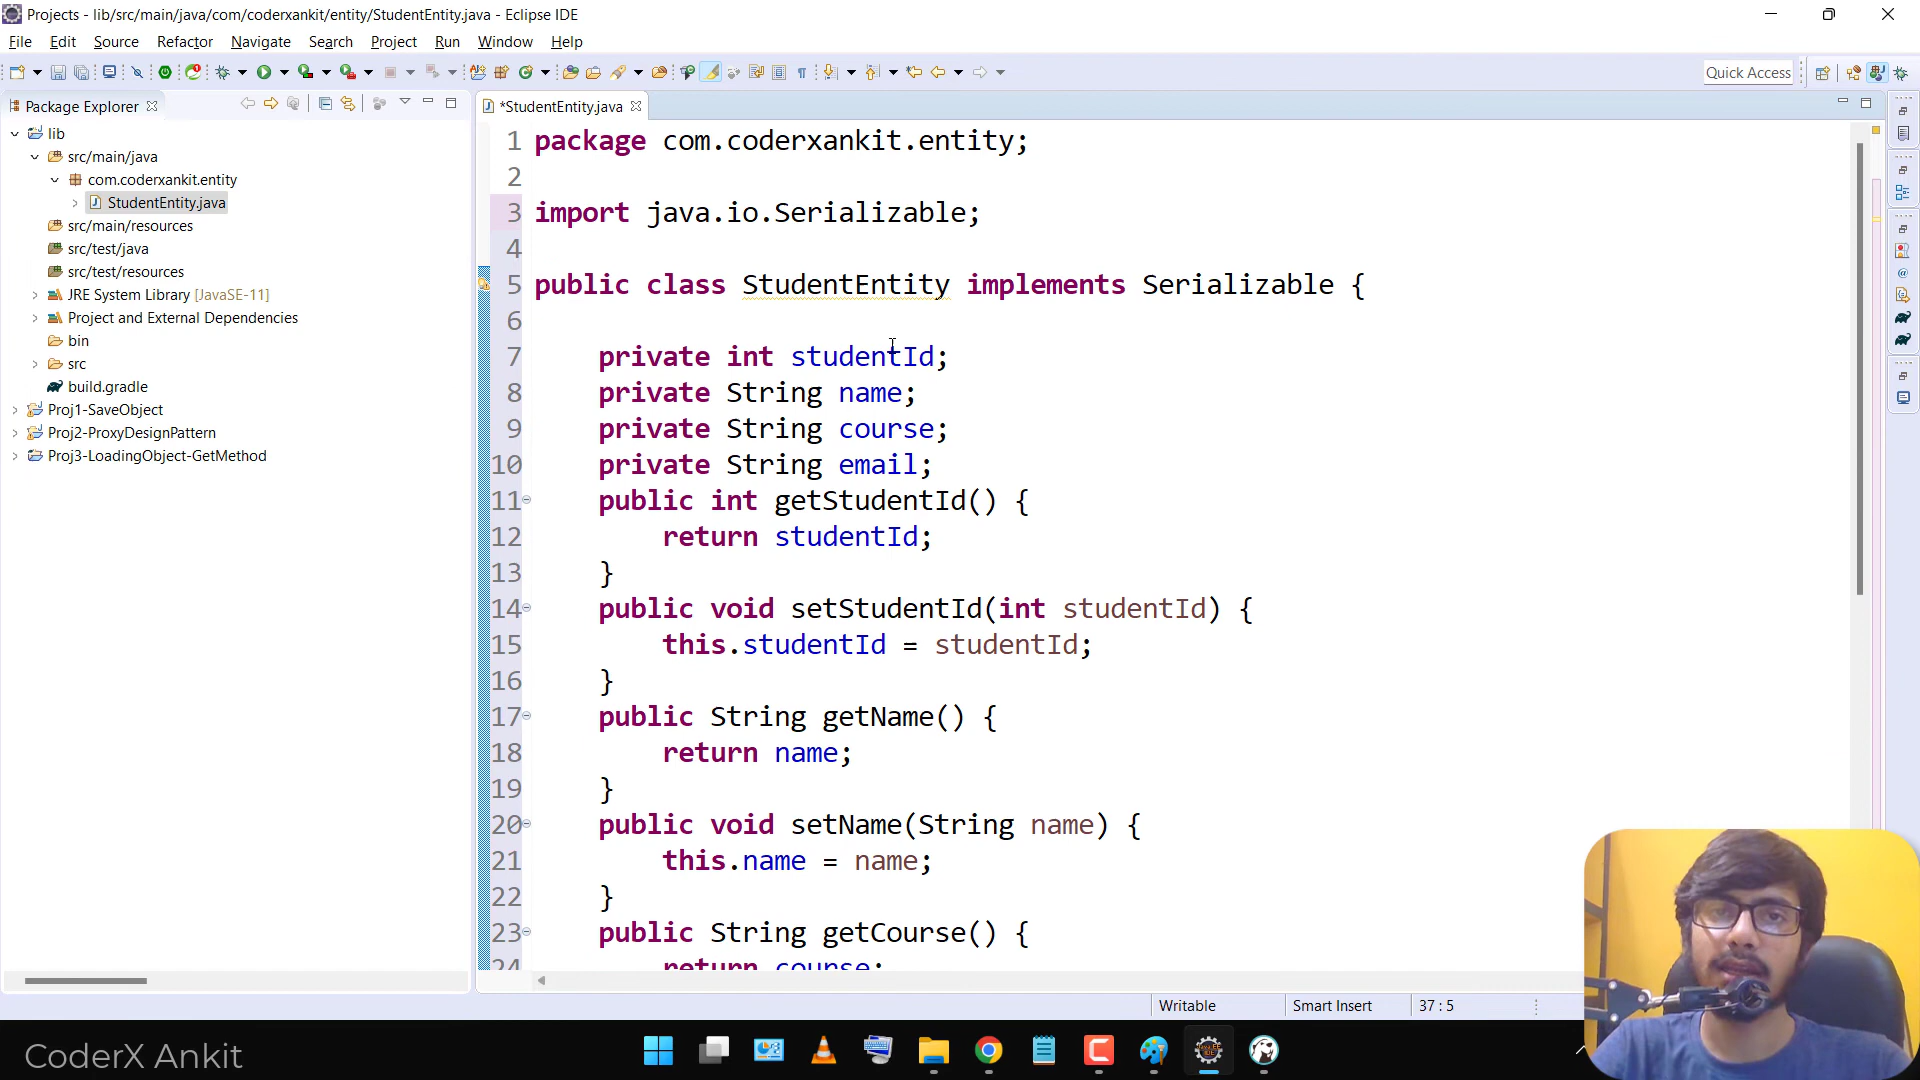 Projects - lib/src/main/java/com/coderxankit/entity/StudentEntity.java - Eclipse IDE
File Edit Source Refactor Navigate Search Project Run Window Help
Quick Access
Package Explorer
lib
src/main/java
com.coderxankit.entity
StudentEntity.java
src/main/resources
src/test/java
src/test/resources
JRE System Library [JavaSE-11]
Project and External Dependencies
bin
src
build.gradle
Proj1-SaveObject
Proj2-ProxyDesignPattern
Proj3-LoadingObject-GetMethod
*StudentEntity.java
1 package com.coderxankit.entity;
2
3 import java.io.Serializable;
4
5 public class StudentEntity implements Serializable {
6
7 private int studentId;
8 private String name;
9 private String course;
10 private String email;
11 public int getStudentId() {
12 return studentId;
13 }
14 public void setStudentId(int studentId) {
15 this.studentId = studentId;
16 }
17 public String getName() {
18 return name;
19 }
20 public void setName(String name) {
21 this.name = name;
22 }
23 public String getCourse() {
24 return course;
Writable Smart Insert 37 : 5
CoderX Ankit